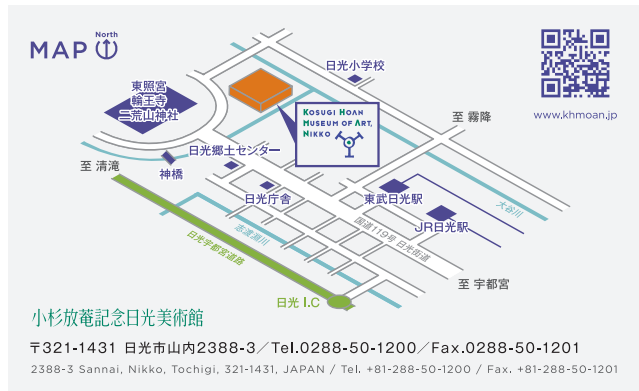 MAP
North
日光小学校
東照宮
輪王寺
二荒山神社
KOSUGI HOAN
MUSEUM OF ART,
NIKKO
www.khmoan.jp
至 霧降
日光郷土センター
至 清滝
神橋
日光庁舎
東武日光駅
大谷川
JR日光駅
国道119号 日光街道
志渡淵川
日光宇都宮道路
至 宇都宮
日光 I.C
小杉放菴記念日光美術館
〒321-1431 日光市山内2388-3／Tel.0288-50-1200／Fax.0288-50-1201
2388-3 Sannai, Nikko, Tochigi, 321-1431, JAPAN / Tel. +81-288-50-1200 / Fax. +81-288-50-1201